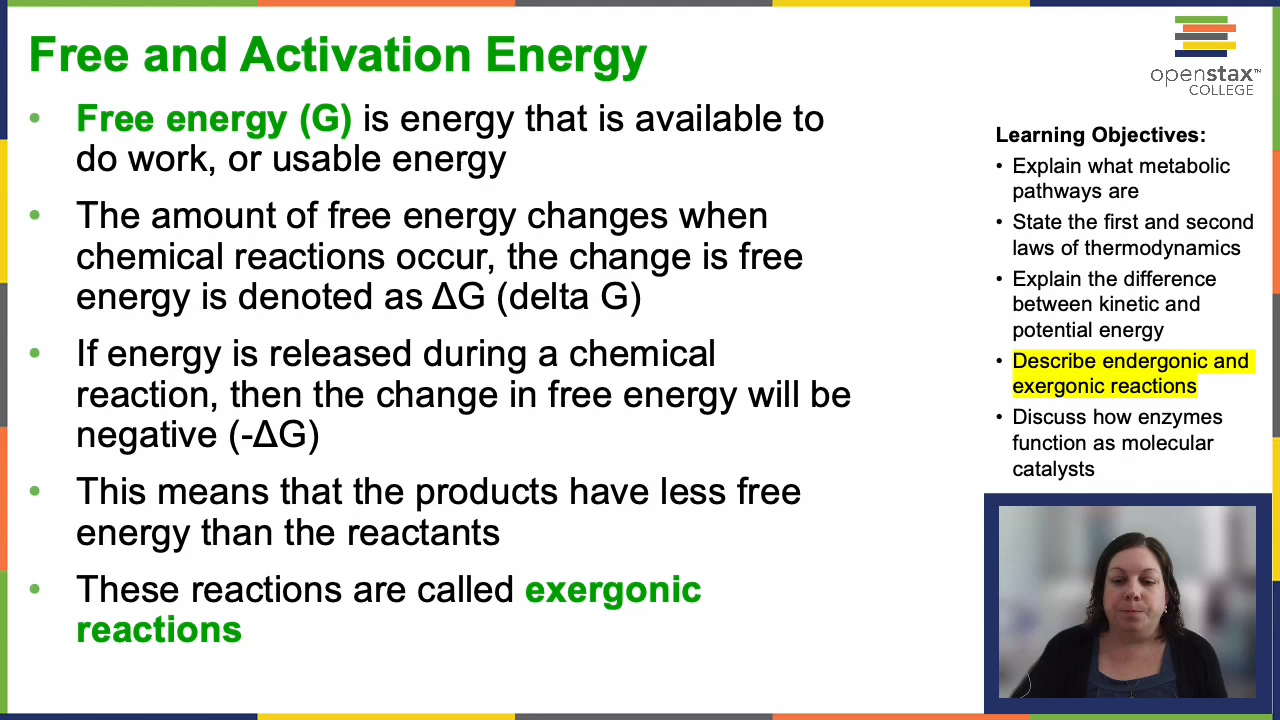 Free and Activation Energy
• Free energy (G) is energy that is available to
do work, or usable energy
• The amount of free energy changes when
chemical reactions occur, the change is free
energy is denoted as ΔG (delta G)
• If energy is released during a chemical
reaction, then the change in free energy will be
negative (-ΔG)
• This means that the products have less free
energy than the reactants
• These reactions are called exergonic
reactions
openstax™
COLLEGE
Learning Objectives:
• Explain what metabolic
pathways are
• State the first and second
laws of thermodynamics
• Explain the difference
between kinetic and
potential energy
• Describe endergonic and
exergonic reactions
• Discuss how enzymes
function as molecular
catalysts